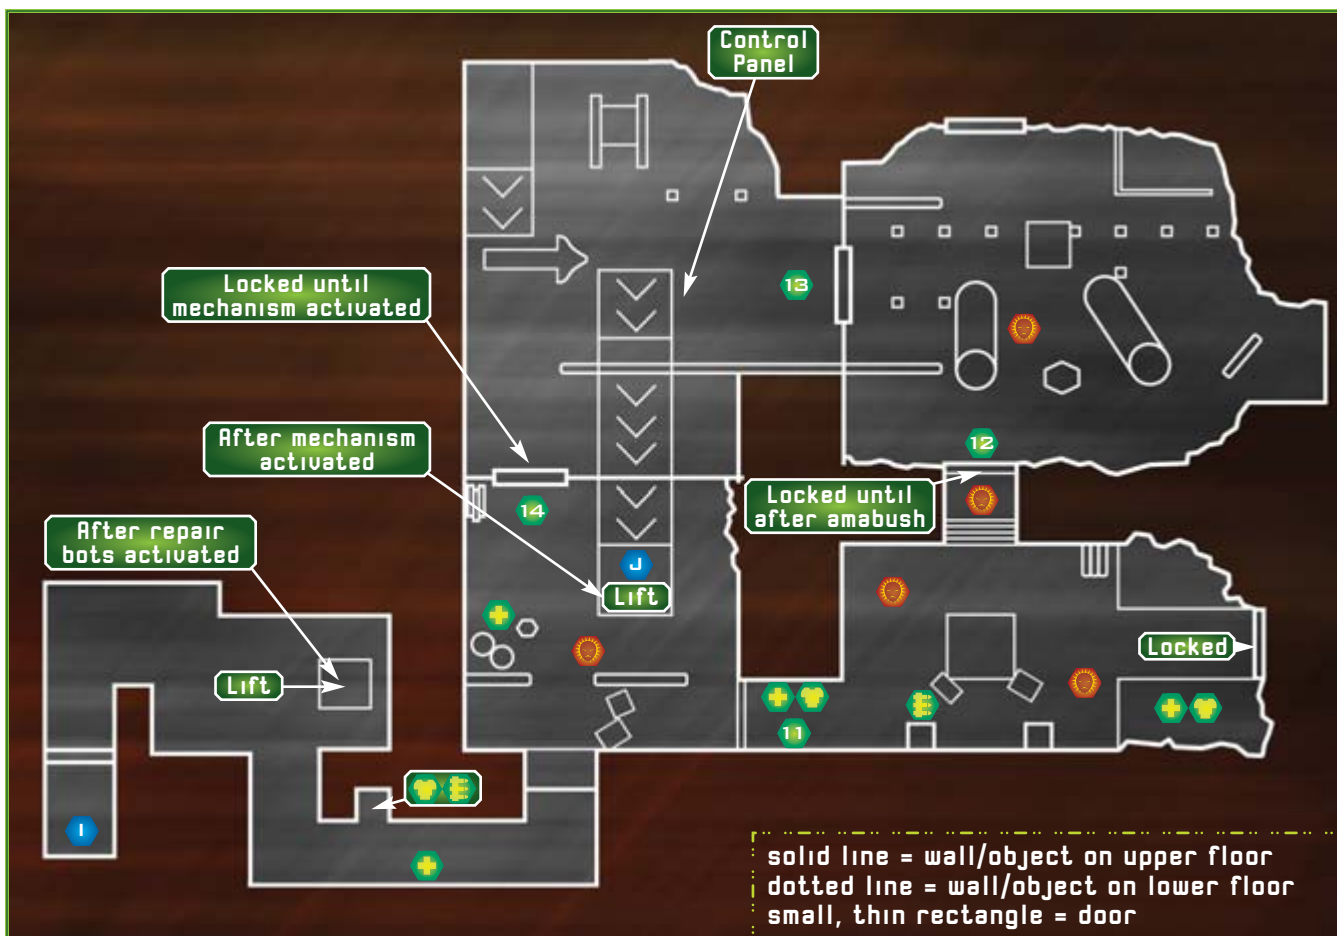 Control
Panel
Locked until
mechanism activated
13
After mechanism
activated
12
Locked until
after amabush
14
After repair
bots activated
J
Lift
Locked
Lift
11
I
solid line = wall/object on upper floor
dotted line = wall/object on lower floor
small, thin rectangle = door